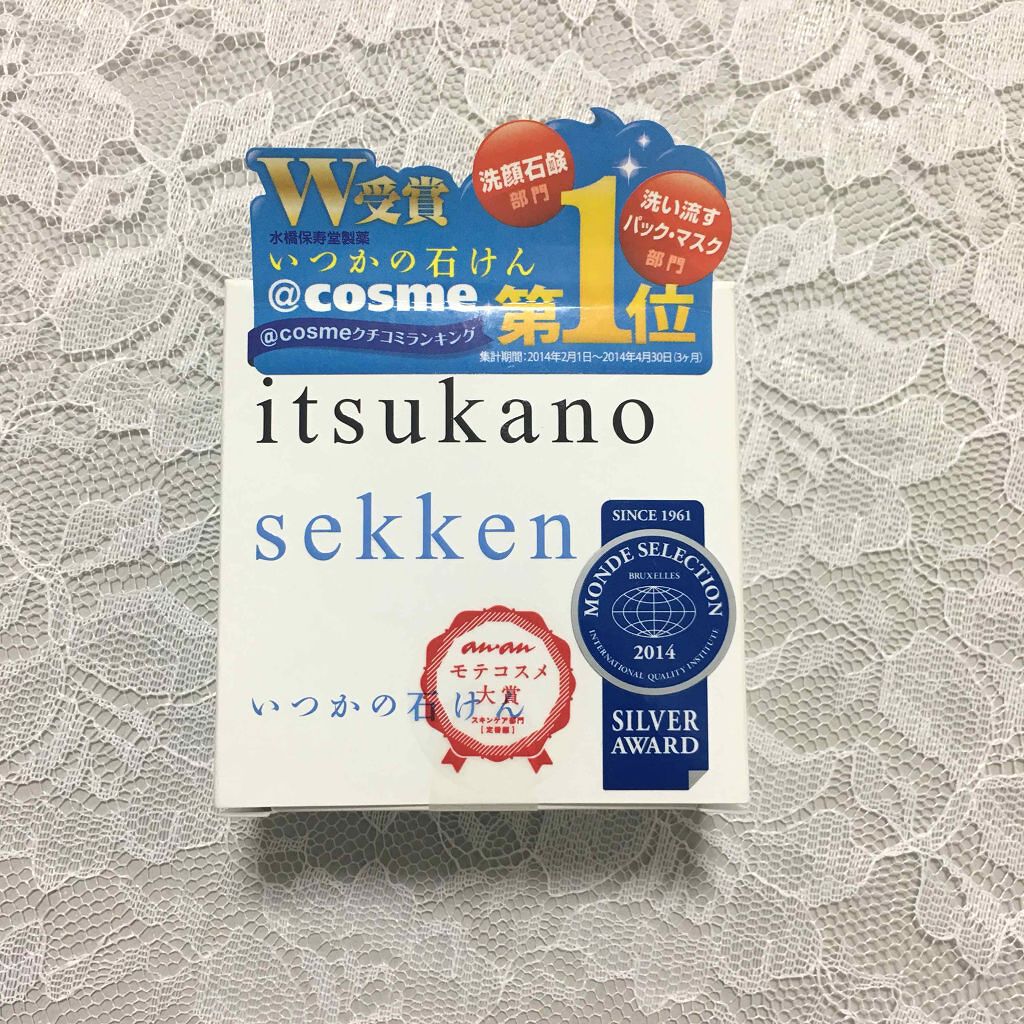 W受賞
洗顔石鹸
部門
洗い流す
パック・マスク
部門
水橋保寿堂製薬
いつかの石けん
@cosme
第1位
@cosmeクチコミランキング
集計期間:2014年2月1日〜2014年4月30日(3ヶ月)
itsukano
sekken
SINCE 1961
MONDE SELECTION
BRUXELLES
2014
INTERNATIONAL QUALITY INSTITUTE
SILVER
AWARD
an・an
モテコスメ
大賞
スキンケア部門
[定番編]
いつかの石けん